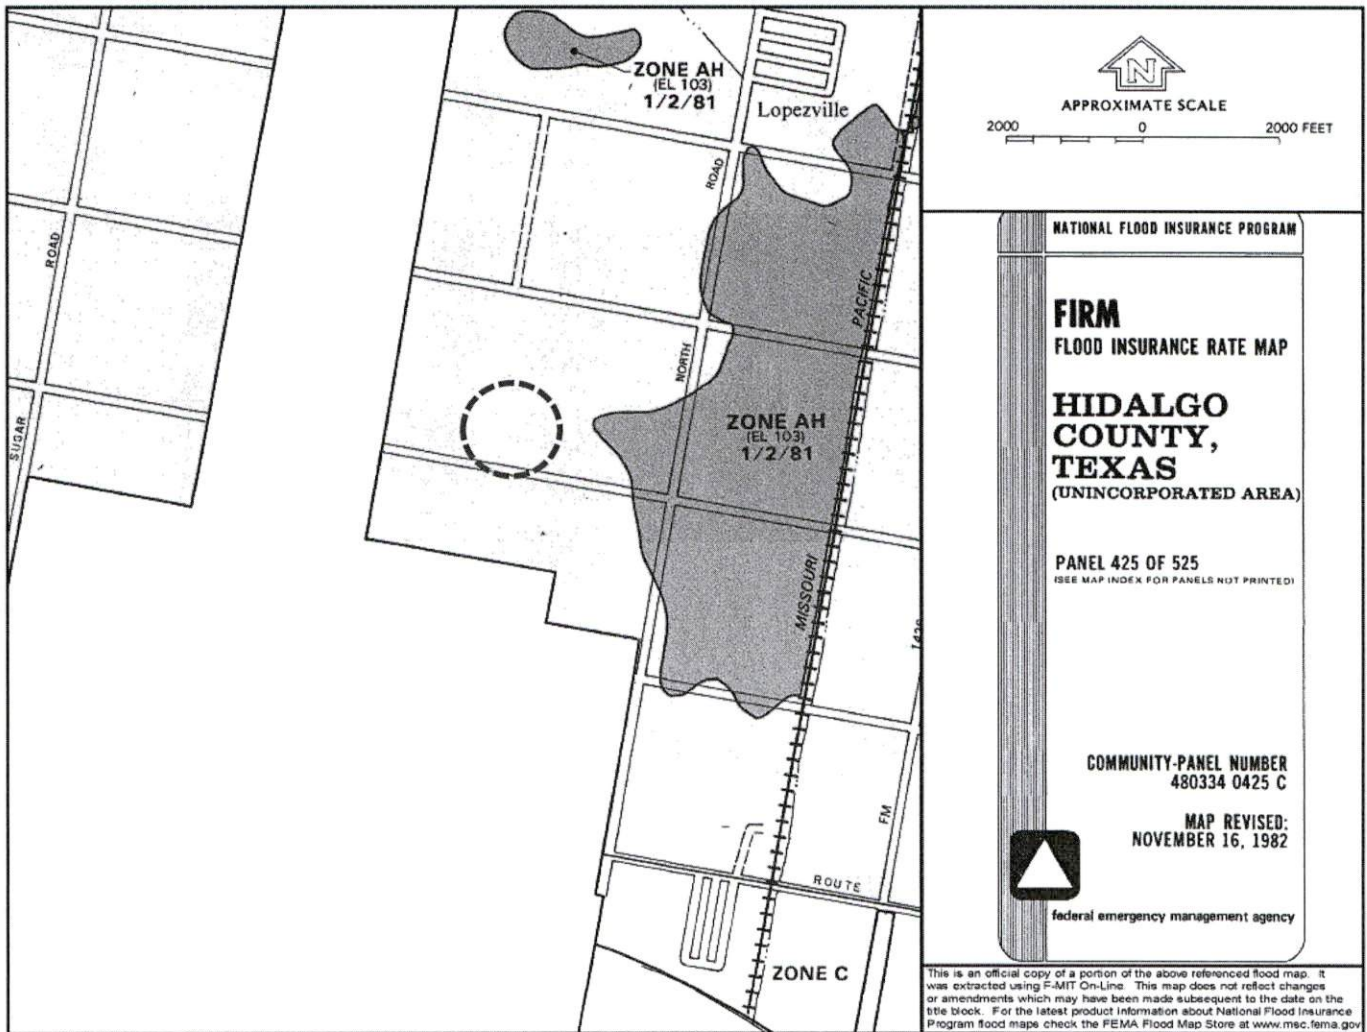 ZONE AH
(EL 103)
1/2/81
Lopezville
ROAD
ROAD
PACIFIC
NORTH
SUGAR
ZONE AH
(EL 103)
1/2/81
MISSOURI
FM
ROUTE
ZONE C
N
APPROXIMATE SCALE
2000 0 2000 FEET
NATIONAL FLOOD INSURANCE PROGRAM
FIRM
FLOOD INSURANCE RATE MAP
HIDALGO
COUNTY,
TEXAS
(UNINCORPORATED AREA)
PANEL 425 OF 525
(SEE MAP INDEX FOR PANELS NOT PRINTED)
COMMUNITY-PANEL NUMBER
480334 0425 C
MAP REVISED:
NOVEMBER 16, 1982
federal emergency management agency
This is an official copy of a portion of the above referenced flood map. It
was extracted using F-MIT On-Line. This map does not reflect changes
or amendments which may have been made subsequent to the date on the
title block. For the latest product information about National Flood Insurance
Program flood maps check the FEMA Flood Map Store at www.msc.fema.gov